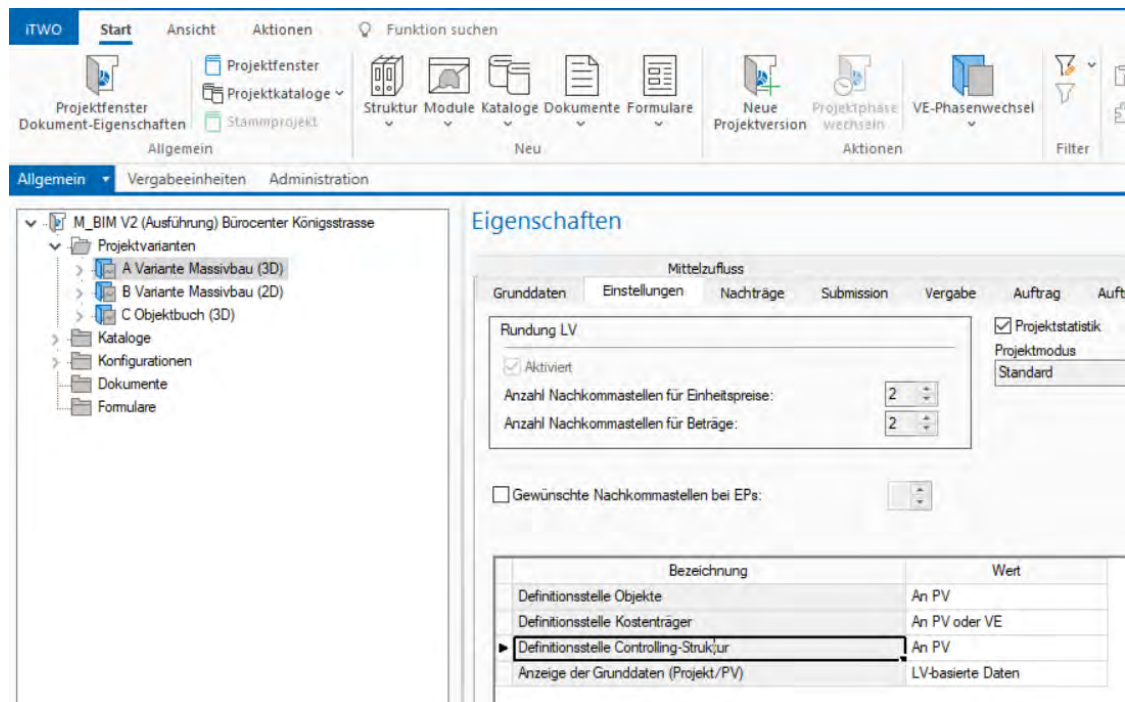 iTWO Start Ansicht Aktionen Funktion suchen
Projektfenster
Projektkataloge
Stammprojekt
Projektfenster
Dokument-Eigenschaften
Struktur Module Kataloge Dokumente Formulare
Neue
Projektversion
Projektphase
wechseln
VE-Phasenwechsel
Allgemein Neu Aktionen Filter
Allgemein Vergabeeinheiten Administration
M_BIM V2 (Ausführung) Bürocenter Königsstrasse
Projektvarianten
A Variante Massivbau (3D)
B Variante Massivbau (2D)
C Objektbuch (3D)
Kataloge
Konfigurationen
Dokumente
Formulare
Eigenschaften
Mittelzufluss
Grunddaten Einstellungen Nachträge Submission Vergabe Auftrag Auft
Rundung LV
Aktiviert
Anzahl Nachkommastellen für Einheitspreise: 2
Anzahl Nachkommastellen für Beträge: 2
Projektstatistik
Projektmodus
Standard
Gewünschte Nachkommastellen bei EPs:
Bezeichnung Wert
Definitionsstelle Objekte An PV
Definitionsstelle Kostenträger An PV oder VE
Definitionsstelle Controlling-Struktur An PV
Anzeige der Grunddaten (Projekt/PV) LV-basierte Daten